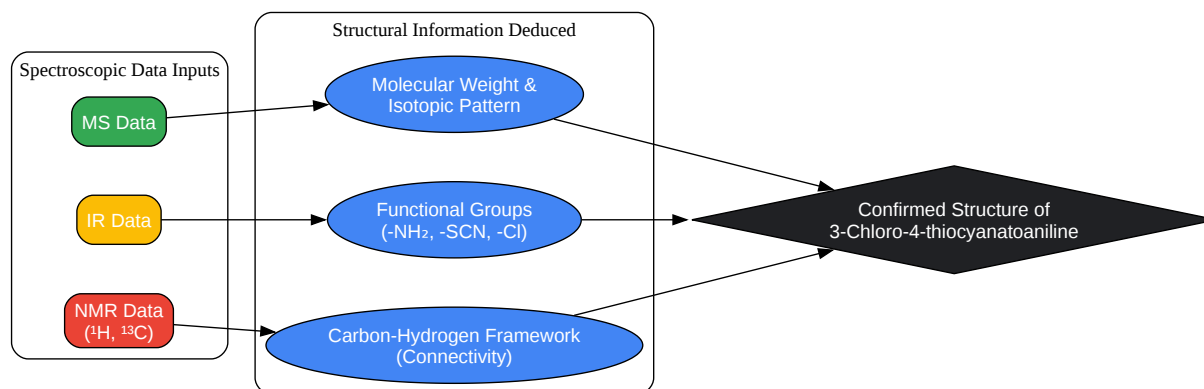 Spectroscopic Data Inputs
MS Data
IR Data
NMR Data
(¹H, ¹³C)
Structural Information Deduced
Molecular Weight &
Isotopic Pattern
Functional Groups
(-NH₂, -SCN, -Cl)
Carbon-Hydrogen Framework
(Connectivity)
Confirmed Structure of
3-Chloro-4-thiocyanatoaniline